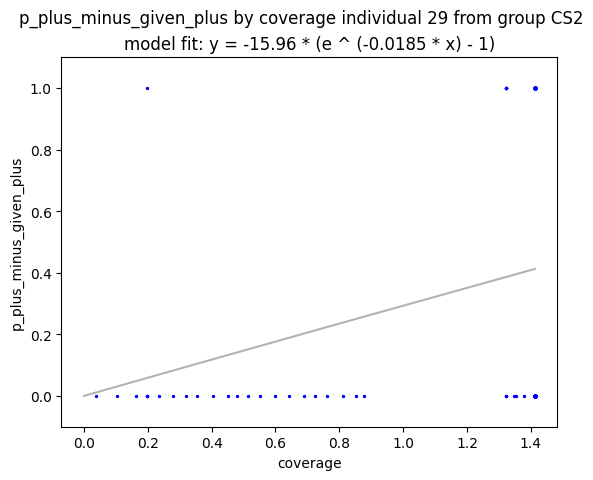 p_plus_minus_given_plus by coverage individual 29 from group CS2
model fit: y = -15.96 * (e ^ (-0.0185 * x) - 1)
1.0
0.8
0.6
0.4
0.2
0.0
p_plus_minus_given_plus
0.0 0.2 0.4 0.6 0.8 1.0 1.2 1.4
coverage